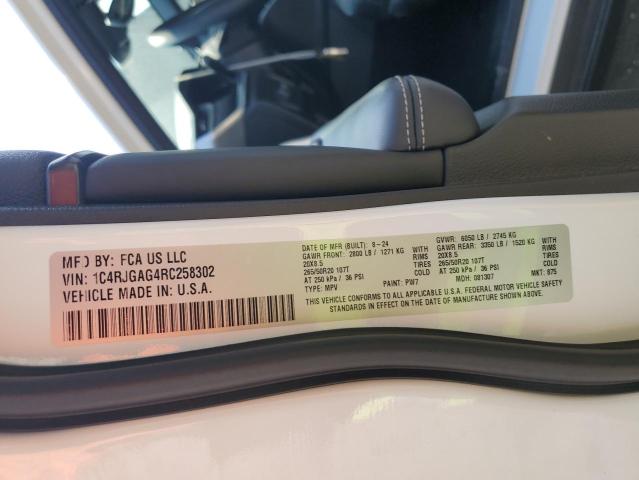 MFD BY: FCA US LLC
VIN: 1C4RJGAG4RC258302
VEHICLE MADE IN: U.S.A.
DATE OF MFR (BUILT): 8-24 GVWR: 6050 LB / 2745 KG
GAWR FRONT: 2800 LB / 1271 KG WITH GAWR REAR: 3350 LB / 1520 KG WITH
20X8.5 RIMS 20X8.5 RIMS
265/50R20 107T TIRES 265/50R20 107T TIRES
AT 250 kPa / 36 PSI COLD AT 250 kPa / 36 PSI COLD
TYPE: MPV PAINT: PW7 MDH: 081307 MKT: 875
THIS VEHICLE CONFORMS TO ALL APPLICABLE U.S.A. FEDERAL MOTOR VEHICLE SAFETY
STANDARDS IN EFFECT ON THE DATE OF MANUFACTURE SHOWN ABOVE.